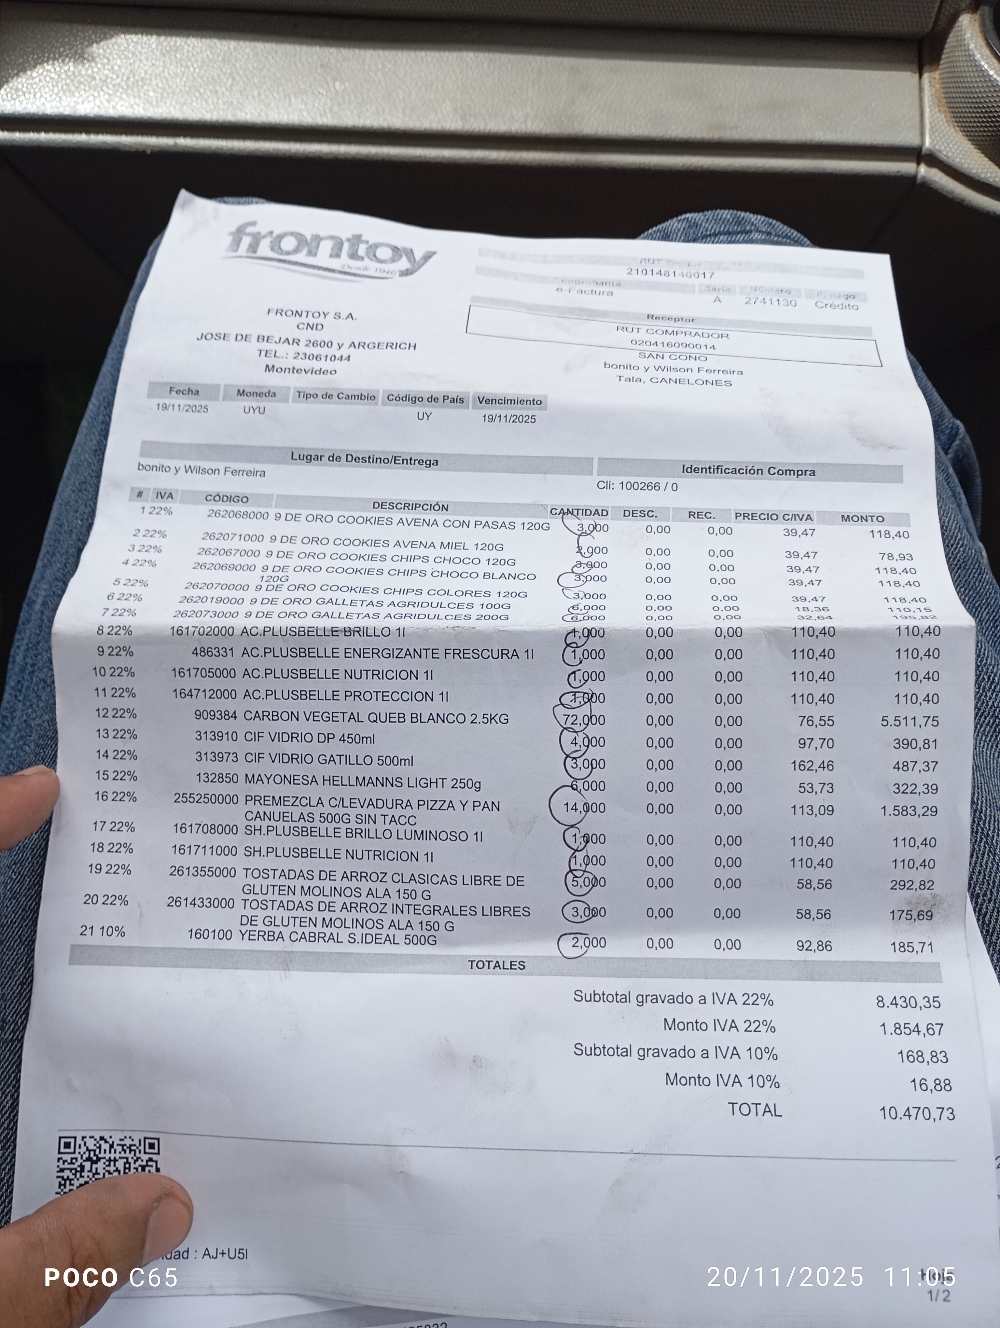 frontoy
Desde 1946
210148140017
e-Factura
Serie Número F. pago
A 2741130 Crédito
FRONTOY S.A.
CND
JOSE DE BEJAR 2600 y ARGERICH
TEL.: 23061044
Montevideo
Receptor
RUT COMPRADOR
020416090014
SAN CONO
bonito y Wilson Ferreira
Tala, CANELONES
Fecha Moneda Tipo de Cambio Código de País Vencimiento
19/11/2025 UYU UY 19/11/2025
Lugar de Destino/Entrega Identificación Compra
bonito y Wilson Ferreira Cli: 100266 / 0
# IVA CÓDIGO DESCRIPCIÓN CANTIDAD DESC. REC. PRECIO C/IVA MONTO
1 22% 262068000 9 DE ORO COOKIES AVENA CON PASAS 120G 3,000 0,00 0,00 39,47 118,40
2 22% 262071000 9 DE ORO COOKIES AVENA MIEL 120G 2,000 0,00 0,00 39,47 78,93
3 22% 262067000 9 DE ORO COOKIES CHIPS CHOCO 120G 3,000 0,00 0,00 39,47 118,40
4 22% 262069000 9 DE ORO COOKIES CHIPS CHOCO BLANCO 3,000 0,00 0,00 39,47 118,40
120G
5 22% 262070000 9 DE ORO COOKIES CHIPS COLORES 120G 3,000 0,00 0,00 39,47 118,40
6 22% 262019000 9 DE ORO GALLETAS AGRIDULCES 100G 6,000 0,00 0,00 18,36 110,15
7 22% 262073000 9 DE ORO GALLETAS AGRIDULCES 200G 6,000 0,00 0,00 32,64 195,82
8 22% 161702000 AC.PLUSBELLE BRILLO 1l 1,000 0,00 0,00 110,40 110,40
9 22% 486331 AC.PLUSBELLE ENERGIZANTE FRESCURA 1l 1,000 0,00 0,00 110,40 110,40
10 22% 161705000 AC.PLUSBELLE NUTRICION 1l 1,000 0,00 0,00 110,40 110,40
11 22% 164712000 AC.PLUSBELLE PROTECCION 1l 1,000 0,00 0,00 110,40 110,40
12 22% 909384 CARBON VEGETAL QUEB BLANCO 2.5KG 72,000 0,00 0,00 76,55 5.511,75
13 22% 313910 CIF VIDRIO DP 450ml 4,000 0,00 0,00 97,70 390,81
14 22% 313973 CIF VIDRIO GATILLO 500ml 3,000 0,00 0,00 162,46 487,37
15 22% 132850 MAYONESA HELLMANNS LIGHT 250g 6,000 0,00 0,00 53,73 322,39
16 22% 255250000 PREMEZCLA C/LEVADURA PIZZA Y PAN 14,000 0,00 0,00 113,09 1.583,29
CANUELAS 500G SIN TACC
17 22% 161708000 SH.PLUSBELLE BRILLO LUMINOSO 1l 1,000 0,00 0,00 110,40 110,40
18 22% 161711000 SH.PLUSBELLE NUTRICION 1l 1,000 0,00 0,00 110,40 110,40
19 22% 261355000 TOSTADAS DE ARROZ CLASICAS LIBRE DE 5,000 0,00 0,00 58,56 292,82
GLUTEN MOLINOS ALA 150 G
20 22% 261433000 TOSTADAS DE ARROZ INTEGRALES LIBRES 3,000 0,00 0,00 58,56 175,69
DE GLUTEN MOLINOS ALA 150 G
21 10% 160100 YERBA CABRAL S.IDEAL 500G 2,000 0,00 0,00 92,86 185,71
TOTALES
Subtotal gravado a IVA 22% 8.430,35
Monto IVA 22% 1.854,67
Subtotal gravado a IVA 10% 168,83
Monto IVA 10% 16,88
TOTAL 10.470,73
dad : AJ+U5l
Hoja
1/2
POCO C65
20/11/2025 11:05